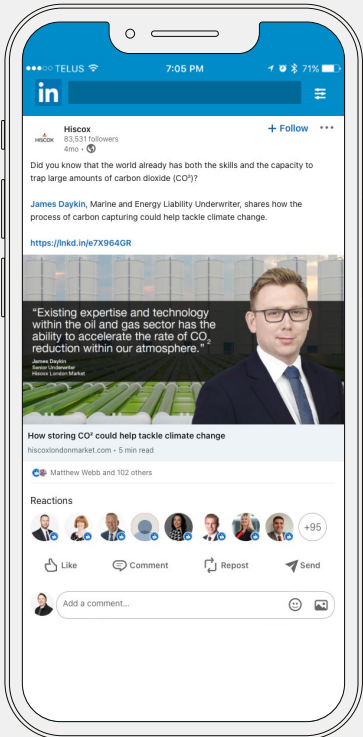 TELUS 7:05 PM 71%
in
HISCOX
Hiscox
83,531 followers
4mo •
+ Follow •••
Did you know that the world already has both the skills and the capacity to
trap large amounts of carbon dioxide (CO²)?
James Daykin, Marine and Energy Liability Underwriter, shares how the
process of carbon capturing could help tackle climate change.
https://lnkd.in/e7X964GR
“Existing expertise and technology
within the oil and gas sector has the
ability to accelerate the rate of CO₂
reduction within our atmosphere.”
James Daykin
Senior Underwriter
Hiscox London Market
How storing CO² could help tackle climate change
hiscoxlondonmarket.com • 5 min read
Matthew Webb and 102 others
Reactions
+95
Like Comment Repost Send
Add a comment...